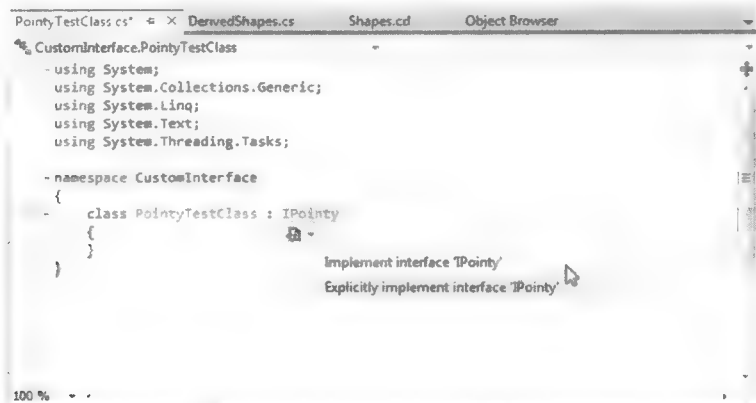 PointyTestClass.cs* DerivedShapes.cs Shapes.cd Object Browser
CustomInterface.PointyTestClass
using System;
using System.Collections.Generic;
using System.Linq;
using System.Text;
using System.Threading.Tasks;
namespace CustomInterface
{
class PointyTestClass : IPointy
{
}
}
Implement interface 'IPointy'
Explicitly implement interface 'IPointy'
100 %